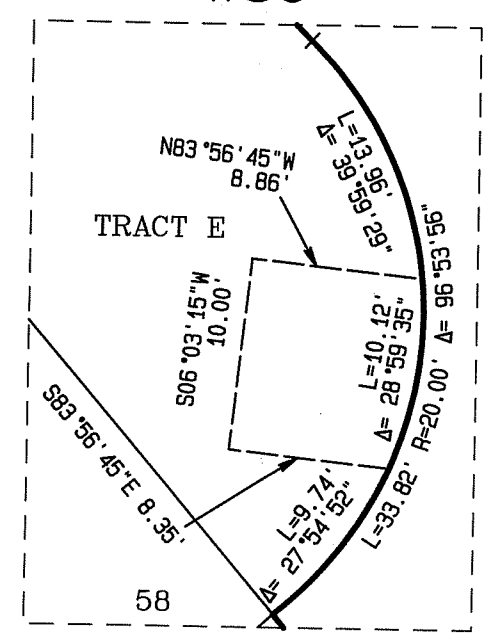 N83°56'45"W
8.86'
L=13.96'
Δ= 39°59'29"
TRACT E
S06°03'15"W
10.00'
L=10.12'
Δ= 28°59'35"
L=33.82' R=20.00' Δ= 96°53'56"
S83°56'45"E 8.35'
L=9.74'
Δ= 27°54'52"
58